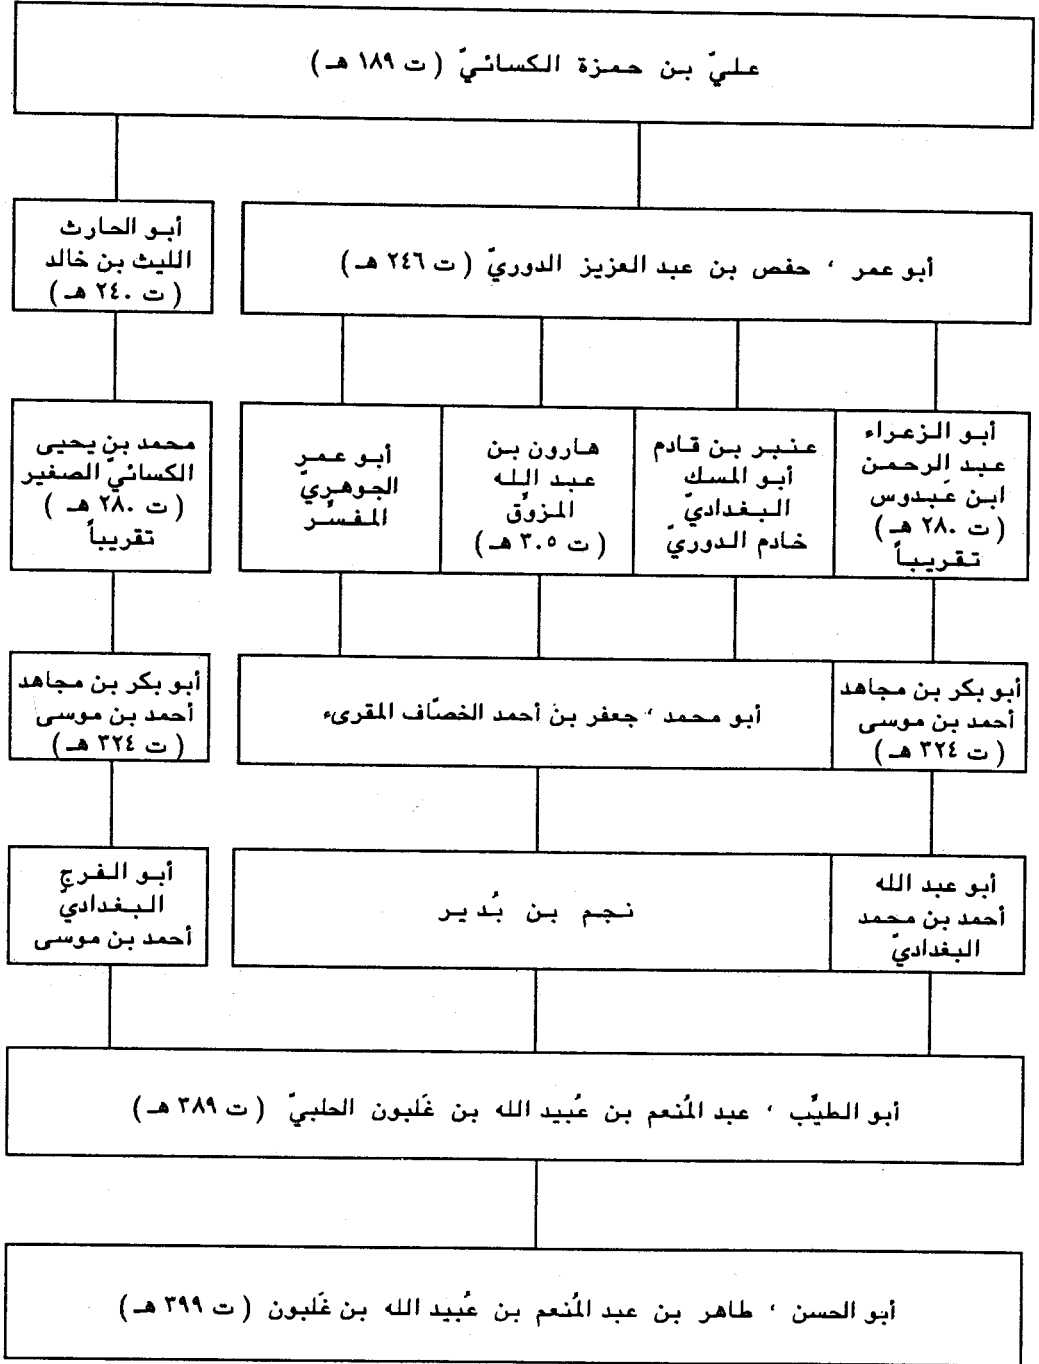 عليّ بن حمزة الكسائيّ ( ت ١٨٩ هـ )
أبو عمر ، حفص بن عبد العزيز الدوريّ ( ت ٢٤٦ هـ )
أبو الحارث
الليث بن خالد
( ت ٢٤٠ هـ )
أبو الزعراء
عبد الرحمن
ابن عَبدوس
( ت ٢٨٠ هـ )
تقريباً
عنبر بن قادم
أبو المسك
البغداديّ
خادم الدوريّ
هارون بن
عبد الله
المزوِّق
( ت ٣٠٥ هـ )
أبو عمر
الجوهريّ
المفسِّر
محمد بن يحيى
الكسائيّ الصغير
( ت ٢٨٠ هـ )
تقريباً
أبو بكر بن مجاهد
أحمد بن موسى
( ت ٣٢٤ هـ )
أبو محمد ، جعفر بن أحمد الخصّاف المقرىء
أبو بكر بن مجاهد
أحمد بن موسى
( ت ٣٢٤ هـ )
أبو عبد الله
أحمد بن محمد
البغداديّ
نجم بن بُدير
أبو الفرج
البغداديّ
أحمد بن موسى
أبو الطيِّب ، عبد المُنعم بن عُبيد الله بن غَلبون الحلبيّ ( ت ٣٨٩ هـ )
أبو الحسن ، طاهر بن عبد المُنعم بن عُبيد الله بن غَلبون ( ت ٣٩٩ هـ )